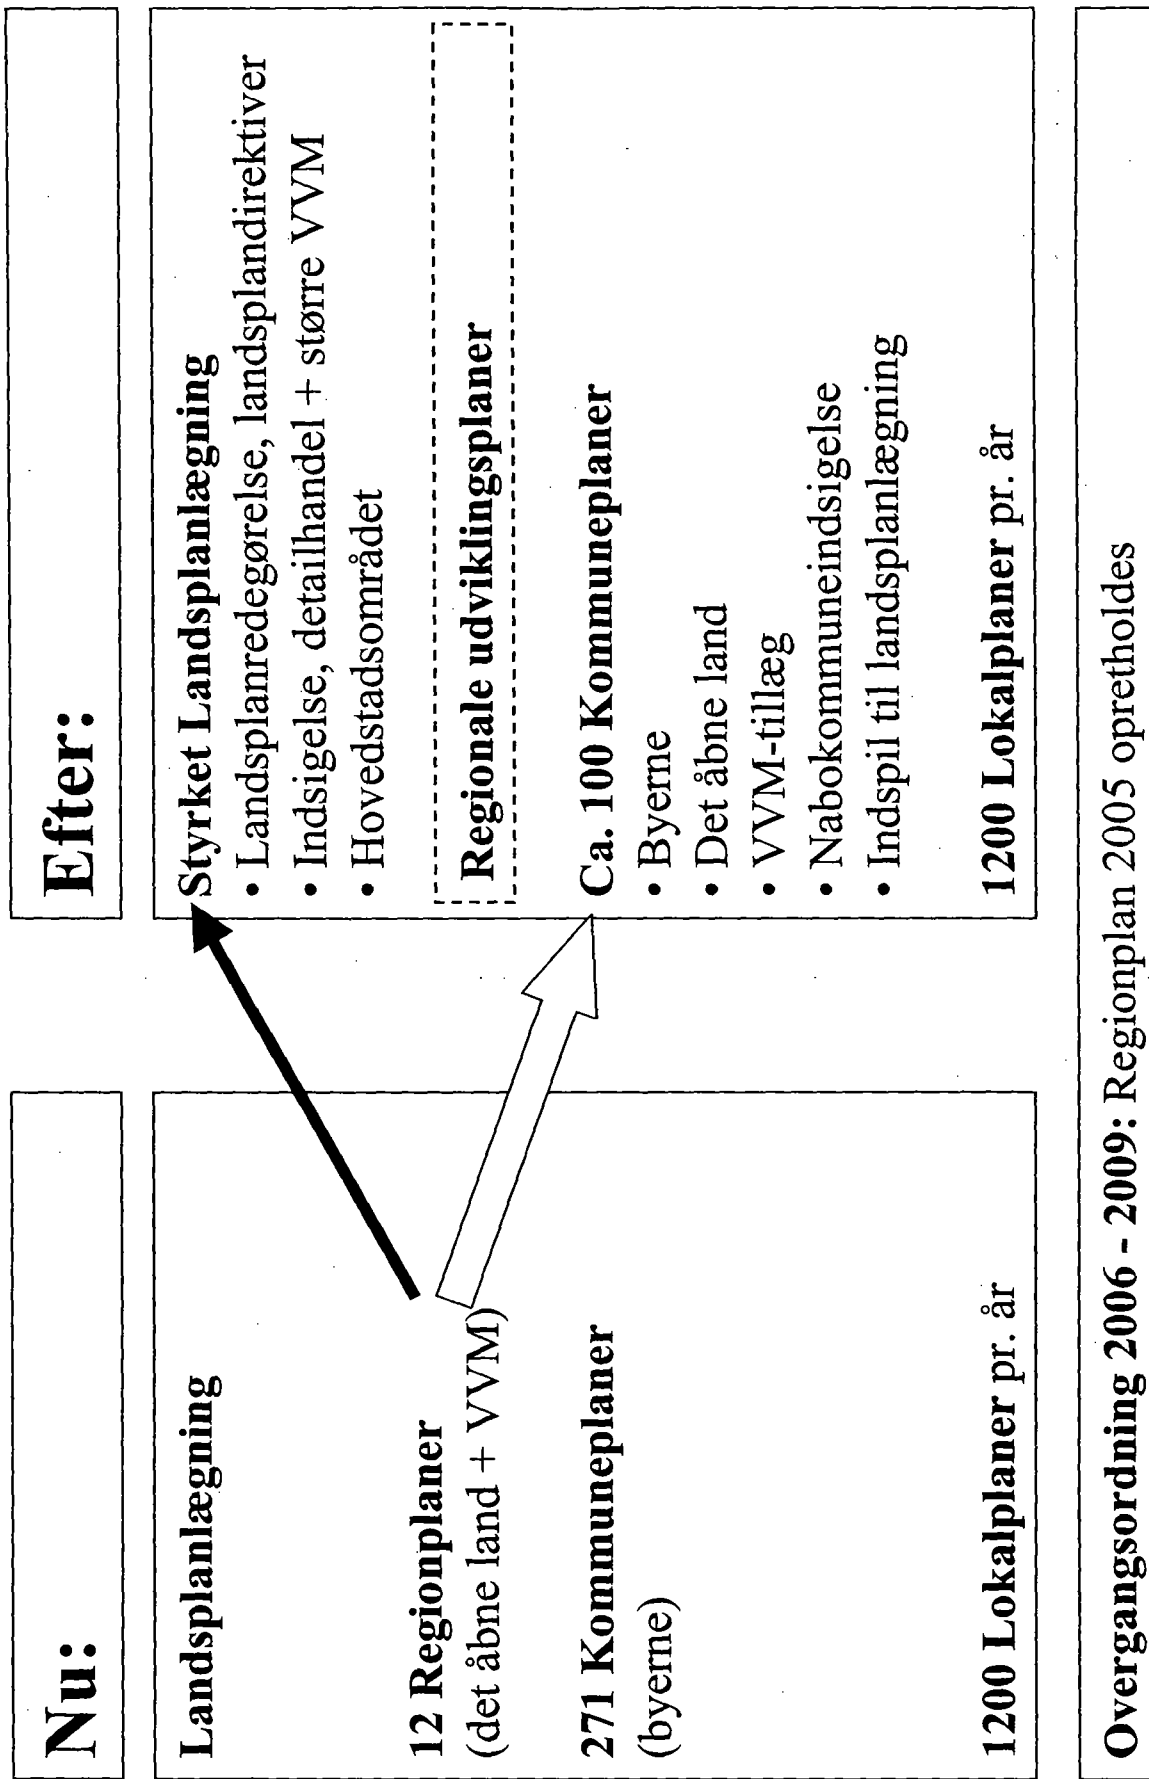 Nu:
Landsplanlægning
12 Regionplaner
(det åbne land + VVM)
271 Kommuneplaner
(byerne)
1200 Lokalplaner pr. år
Efter:
Styrket Landsplanlægning
• Landsplanredegørelse, landsplandirektiver
• Indsigelse, detailhandel + større VVM
• Hovedstadsområdet
Regionale udviklingsplaner
Ca. 100 Kommuneplaner
• Byerne
• Det åbne land
• VVM-tillæg
• Nabokommuneindsigelse
• Indspil til landsplanlægning
1200 Lokalplaner pr. år
Overgangsordning 2006 - 2009: Regionplan 2005 opretholdes